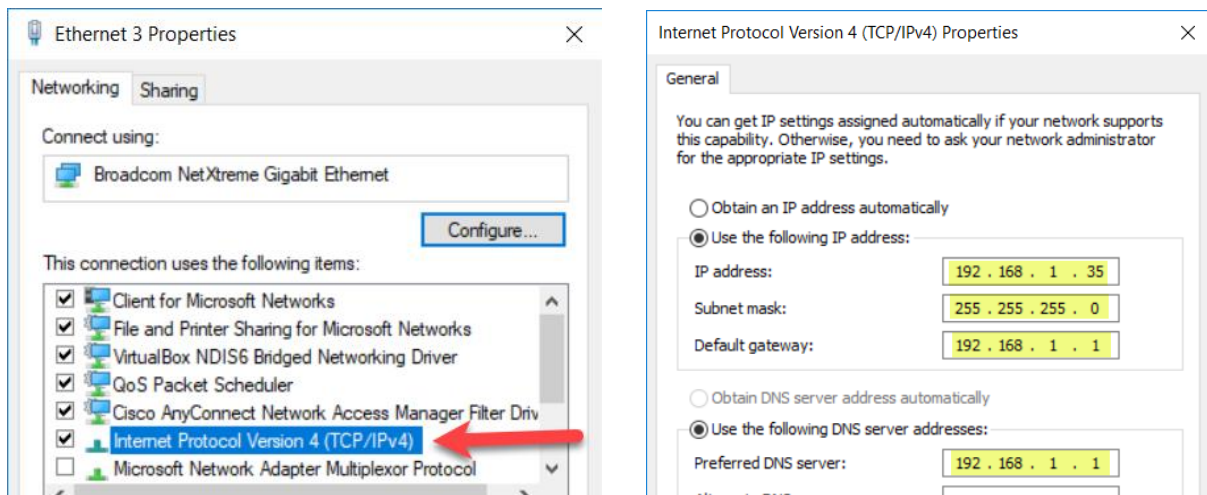 Ethernet 3 Properties
Networking
Sharing
Connect using:
Broadcom NetXtreme Gigabit Ethernet
Configure...
This connection uses the following items:
Client for Microsoft Networks
File and Printer Sharing for Microsoft Networks
VirtualBox NDIS6 Bridged Networking Driver
QoS Packet Scheduler
Cisco AnyConnect Network Access Manager Filter Driv
Internet Protocol Version 4 (TCP/IPv4)
Microsoft Network Adapter Multiplexor Protocol
Internet Protocol Version 4 (TCP/IPv4) Properties
General
You can get IP settings assigned automatically if your network supports
this capability. Otherwise, you need to ask your network administrator
for the appropriate IP settings.
Obtain an IP address automatically
Use the following IP address:
IP address: 192 . 168 . 1 . 35
Subnet mask: 255 . 255 . 255 . 0
Default gateway: 192 . 168 . 1 . 1
Obtain DNS server address automatically
Use the following DNS server addresses:
Preferred DNS server: 192 . 168 . 1 . 1